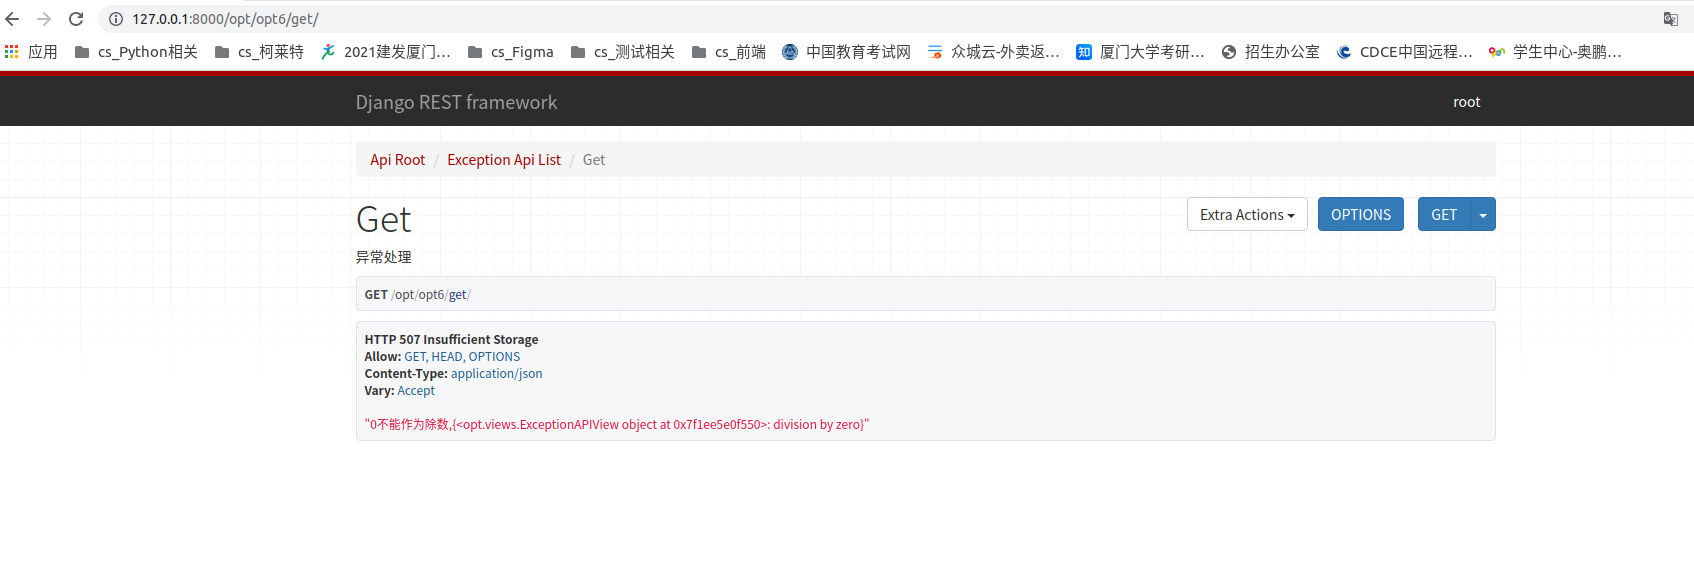 127.0.0.1:8000/opt/opt6/get/
应用 cs_Python相关 cs_柯莱特 2021建发厦门… cs_Figma cs_测试相关 cs_前端 中国教育考试网 众城云-外卖返… 知 厦门大学考研… 招生办公室 CDCE中国远程… 学生中心-奥鹏…
Django REST framework root
Api Root / Exception Api List / Get
Get Extra Actions OPTIONS GET
异常处理
GET /opt/opt6/get/
HTTP 507 Insufficient Storage
Allow: GET, HEAD, OPTIONS
Content-Type: application/json
Vary: Accept
"0不能作为除数,{<opt.views.ExceptionAPIView object at 0x7f1ee5e0f550>: division by zero}"